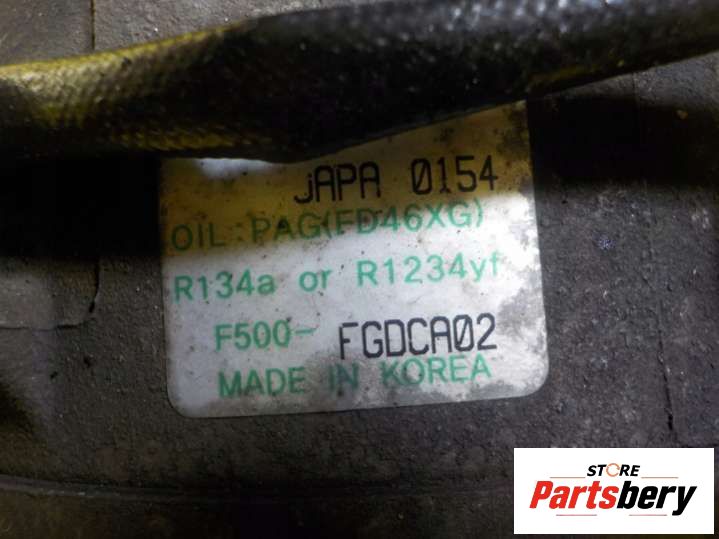 jAPA 0154
OIL:PAG(FD46XG)
R134a or R1234yf
F500- FGDCA02
MADE IN KOREA
STORE
Partsbery